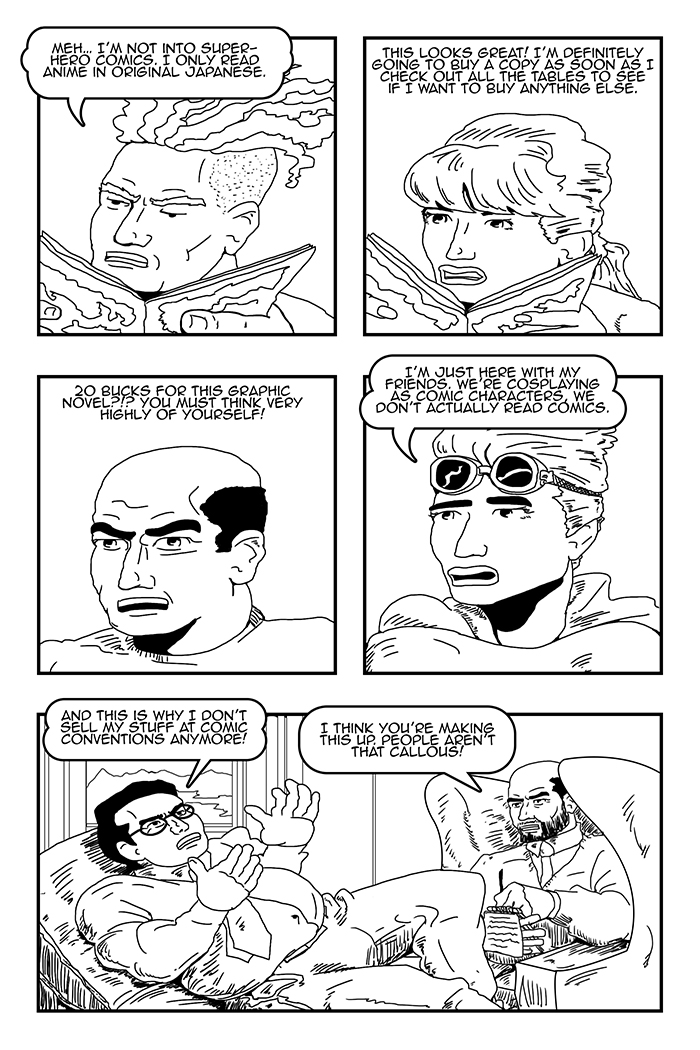 MEH... I'M NOT INTO SUPER-
HERO COMICS. I ONLY READ
ANIME IN ORIGINAL JAPANESE.
THIS LOOKS GREAT! I'M DEFINITELY
GOING TO BUY A COPY AS SOON AS I
CHECK OUT ALL THE TABLES TO SEE
IF I WANT TO BUY ANYTHING ELSE.
20 BUCKS FOR THIS GRAPHIC
NOVEL?!? YOU MUST THINK VERY
HIGHLY OF YOURSELF!
I'M JUST HERE WITH MY
FRIENDS. WE'RE COSPLAYING
AS COMIC CHARACTERS, WE
DON'T ACTUALLY READ COMICS.
AND THIS IS WHY I DON'T
SELL MY STUFF AT COMIC
CONVENTIONS ANYMORE!
I THINK YOU'RE MAKING
THIS UP. PEOPLE AREN'T
THAT CALLOUS!